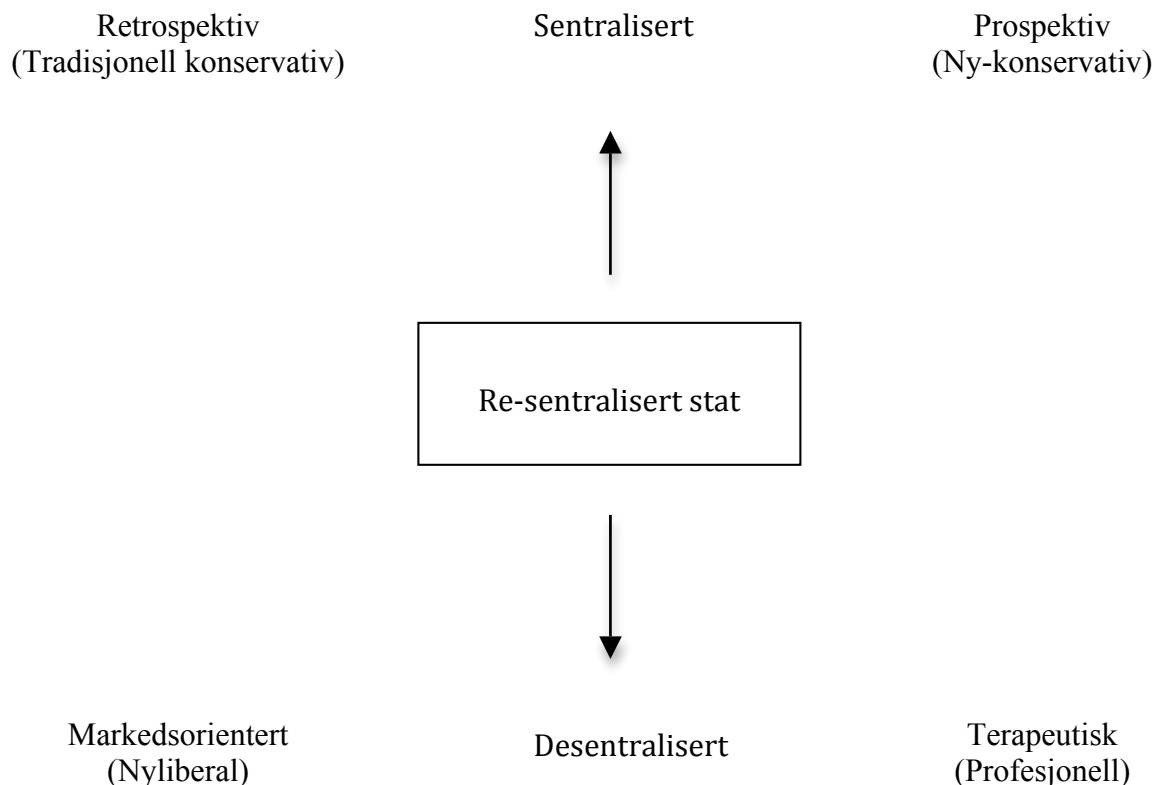 Retrospektiv
(Tradisjonell konservativ)
Sentralisert
Prospektiv
(Ny-konservativ)
Re-sentralisert stat
Markedsorientert
(Nyliberal)
Desentralisert
Terapeutisk
(Profesjonell)